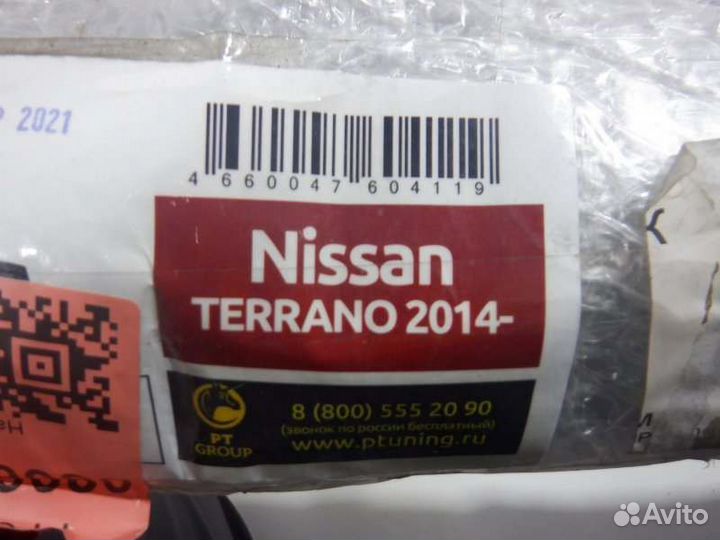 2021
4 660047 604119
Nissan
TERRANO 2014-
PT
GROUP
8 (800) 555 20 90
(звонок по россии бесплатный)
www.ptuning.ru
Avito